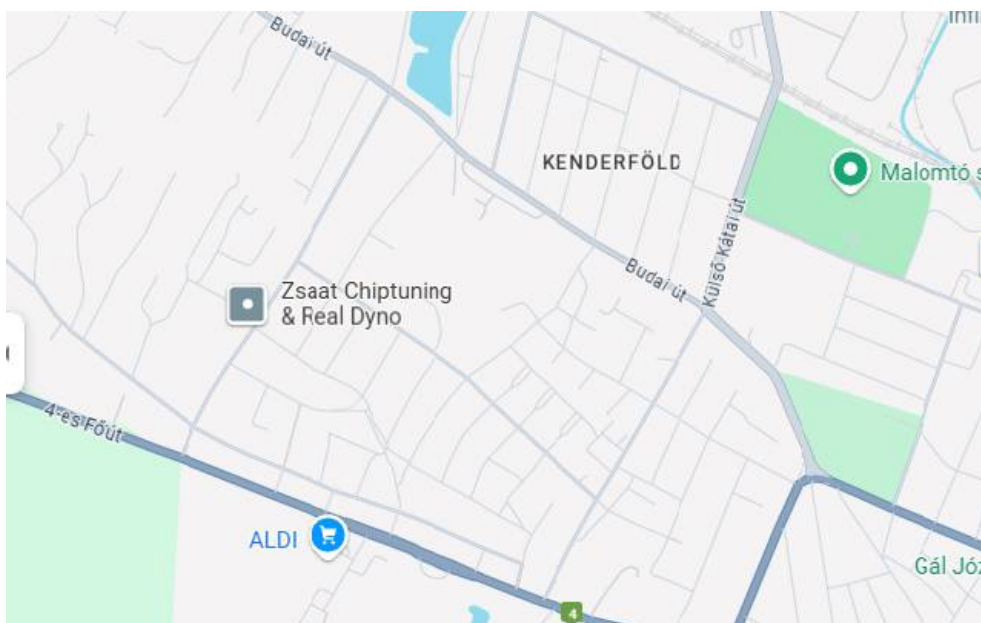 Budai út
KENDERFÖLD
Malomtó s
Külső Kátai út
Budai út
Zsaat Chiptuning
& Real Dyno
4-es Főút
ALDI
Gál Józ
4